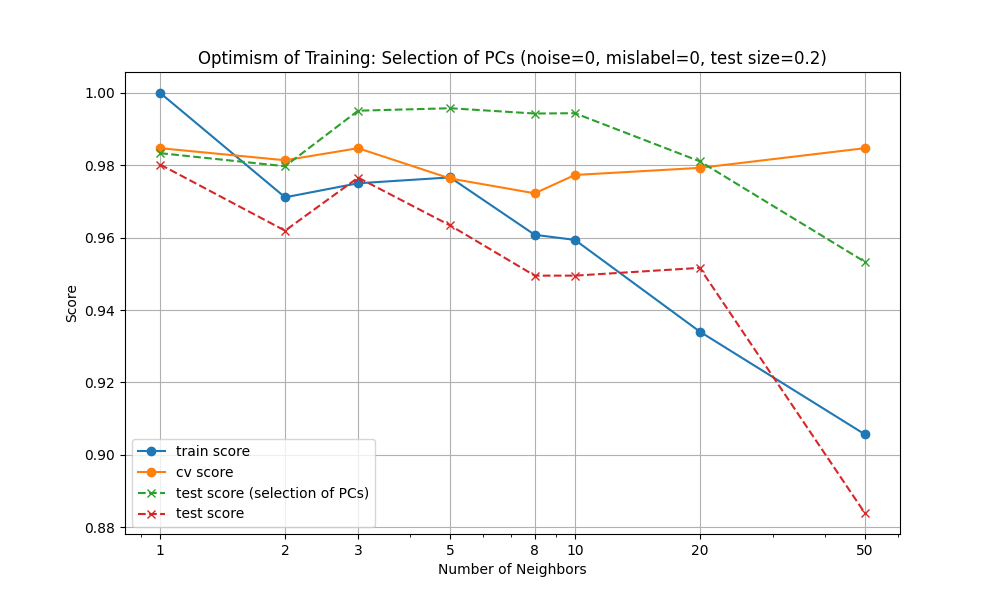 Optimism of Training: Selection of PCs (noise=0, mislabel=0, test size=0.2)
1.00
0.98
0.96
0.94
0.92
0.90
0.88
Score
train score
cv score
test score (selection of PCs)
test score
1 2 3 5 8 10 20 50
Number of Neighbors